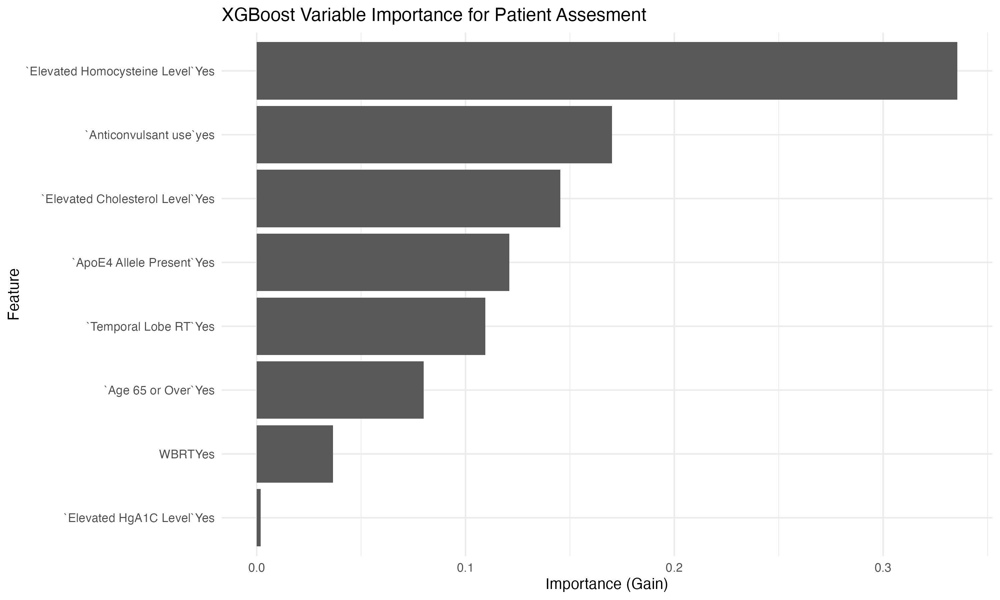 XGBoost Variable Importance for Patient Assesment
`Elevated Homocysteine Level`Yes
`Anticonvulsant use`yes
`Elevated Cholesterol Level`Yes
`ApoE4 Allele Present`Yes
`Temporal Lobe RT`Yes
`Age 65 or Over`Yes
WBRTYes
`Elevated HgA1C Level`Yes
Feature
0.0 0.1 0.2 0.3
Importance (Gain)